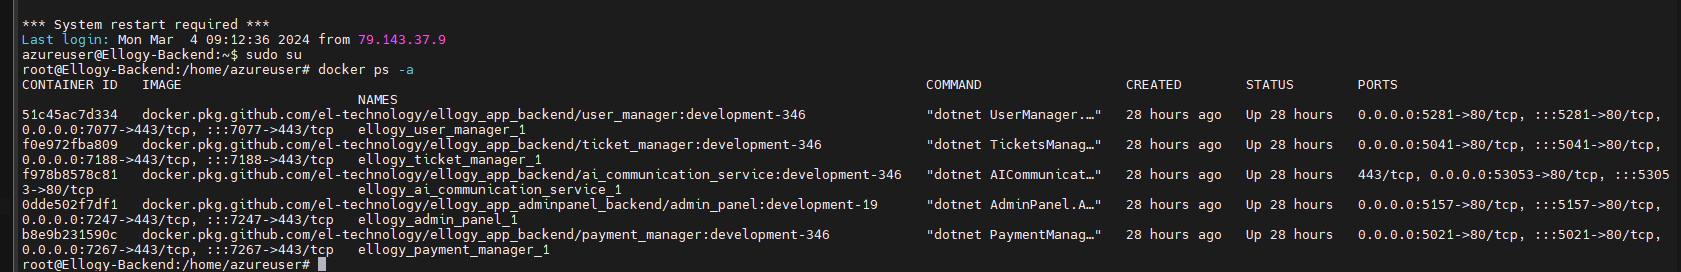 *** System restart required ***
Last login: Mon Mar  4 09:12:36 2024 from 79.143.37.9
azureuser@Ellogy-Backend:~$ sudo su
root@Ellogy-Backend:/home/azureuser# docker ps -a
CONTAINER ID   IMAGE                                                                                             COMMAND                  CREATED        STATUS        PORTS
                                          NAMES
51c45ac7d334   docker.pkg.github.com/el-technology/ellogy_app_backend/user_manager:development-346               "dotnet UserManager.…"   28 hours ago   Up 28 hours   0.0.0.0:5281->80/tcp, :::5281->80/tcp,
0.0.0.0:7077->443/tcp, :::7077->443/tcp   ellogy_user_manager_1
f0e972fba809   docker.pkg.github.com/el-technology/ellogy_app_backend/ticket_manager:development-346             "dotnet TicketsManag…"   28 hours ago   Up 28 hours   0.0.0.0:5041->80/tcp, :::5041->80/tcp,
0.0.0.0:7188->443/tcp, :::7188->443/tcp   ellogy_ticket_manager_1
f978b8578c81   docker.pkg.github.com/el-technology/ellogy_app_backend/ai_communication_service:development-346   "dotnet AICommunicat…"   28 hours ago   Up 28 hours   443/tcp, 0.0.0.0:53053->80/tcp, :::5305
3->80/tcp                                 ellogy_ai_communication_service_1
0dde502f7df1   docker.pkg.github.com/el-technology/ellogy_app_adminpanel_backend/admin_panel:development-19      "dotnet AdminPanel.A…"   28 hours ago   Up 28 hours   0.0.0.0:5157->80/tcp, :::5157->80/tcp,
0.0.0.0:7247->443/tcp, :::7247->443/tcp   ellogy_admin_panel_1
b8e9b231590c   docker.pkg.github.com/el-technology/ellogy_app_backend/payment_manager:development-346            "dotnet PaymentManag…"   28 hours ago   Up 28 hours   0.0.0.0:5021->80/tcp, :::5021->80/tcp,
0.0.0.0:7267->443/tcp, :::7267->443/tcp   ellogy_payment_manager_1
root@Ellogy-Backend:/home/azureuser#